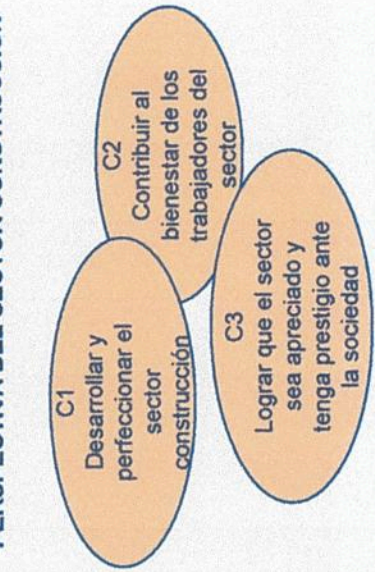 C1
Desarrollar y
perfeccionar el
sector
construcción
C2
Contribuir al
bienestar de los
trabajadores del
sector
C3
Lograr que el sector
sea apreciado y
tenga prestigio ante
la sociedad